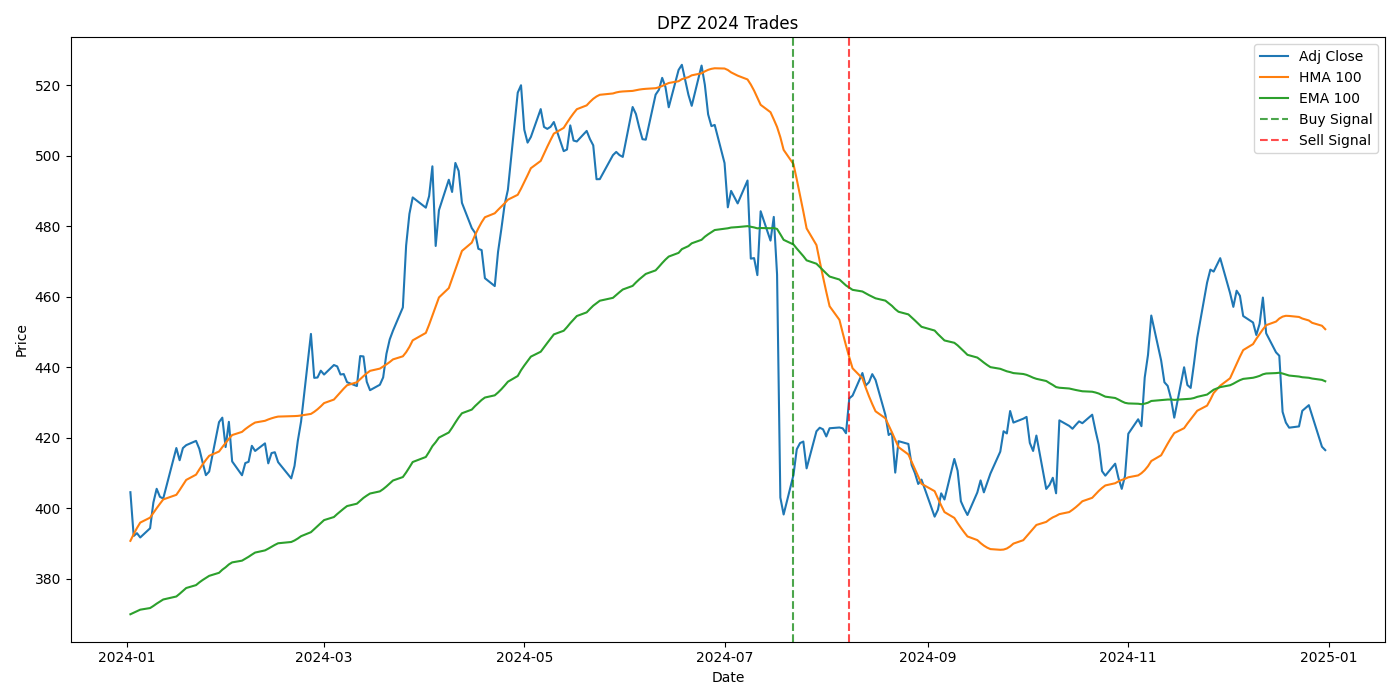 DPZ 2024 Trades
Adj Close
HMA 100
EMA 100
Buy Signal
Sell Signal
Price
520
500
480
460
440
420
400
380
2024-01
2024-03
2024-05
2024-07
2024-09
2024-11
2025-01
Date